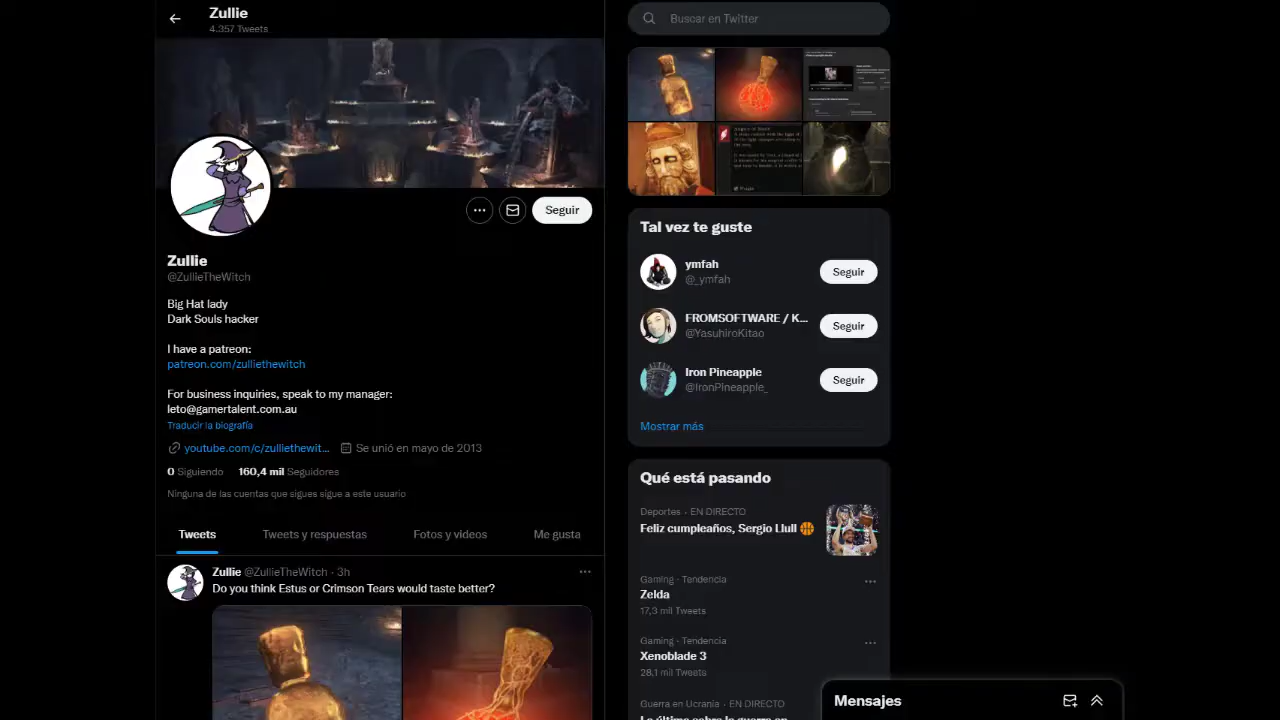 Zullie
4.357 Tweets
Seguir
Zullie
@ZullieTheWitch
Big Hat lady
Dark Souls hacker
I have a patreon:
patreon.com/zulliethewitch
For business inquiries, speak to my manager:
leto@gamertalent.com.au
Traducir la biografía
youtube.com/c/zulliethewit...
Se unió en mayo de 2013
0 Siguiendo 160,4 mil Seguidores
Ninguna de las cuentas que sigues sigue a este usuario
Tweets
Tweets y respuestas
Fotos y vídeos
Me gusta
Zullie @ZullieTheWitch · 3h
Do you think Estus or Crimson Tears would taste better?
Buscar en Twitter
Tal vez te guste
ymfah
@_ymfah
Seguir
FROMSOFTWARE / K...
@YasuhiroKitao
Seguir
Iron Pineapple
@IronPineapple_
Seguir
Mostrar más
Qué está pasando
Deportes · EN DIRECTO
Feliz cumpleaños, Sergio Llull 🏀
Gaming · Tendencia
Zelda
17,3 mil Tweets
Gaming · Tendencia
Xenoblade 3
28,1 mil Tweets
Guerra en Ucrania · EN DIRECTO
Mensajes